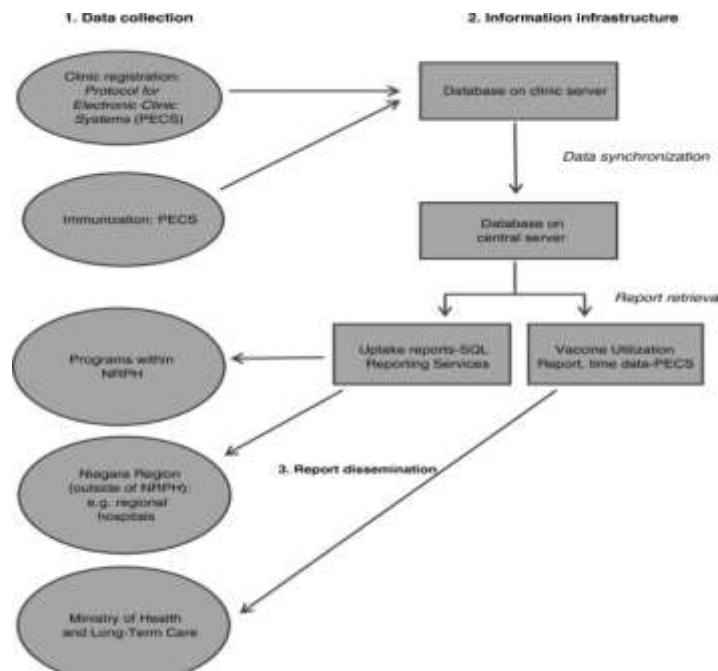 1. Data collection
2. Information infrastructure
Clinic registration:
Protocol for
Electronic Clinic
Systems (PECS)
Database on clinic server
Data synchronization
Immunization: PECS
Database on
central server
Report retrieva
Programs within
NRPH
Uptake reports-SQL
Reporting Services
Vaccone Utilization
Report, time data-PECS
3. Report dissemination
Niagara Region
(outside of NRPH):
e.g. regional
hospitals
Ministry of Health
and Long-Term Care